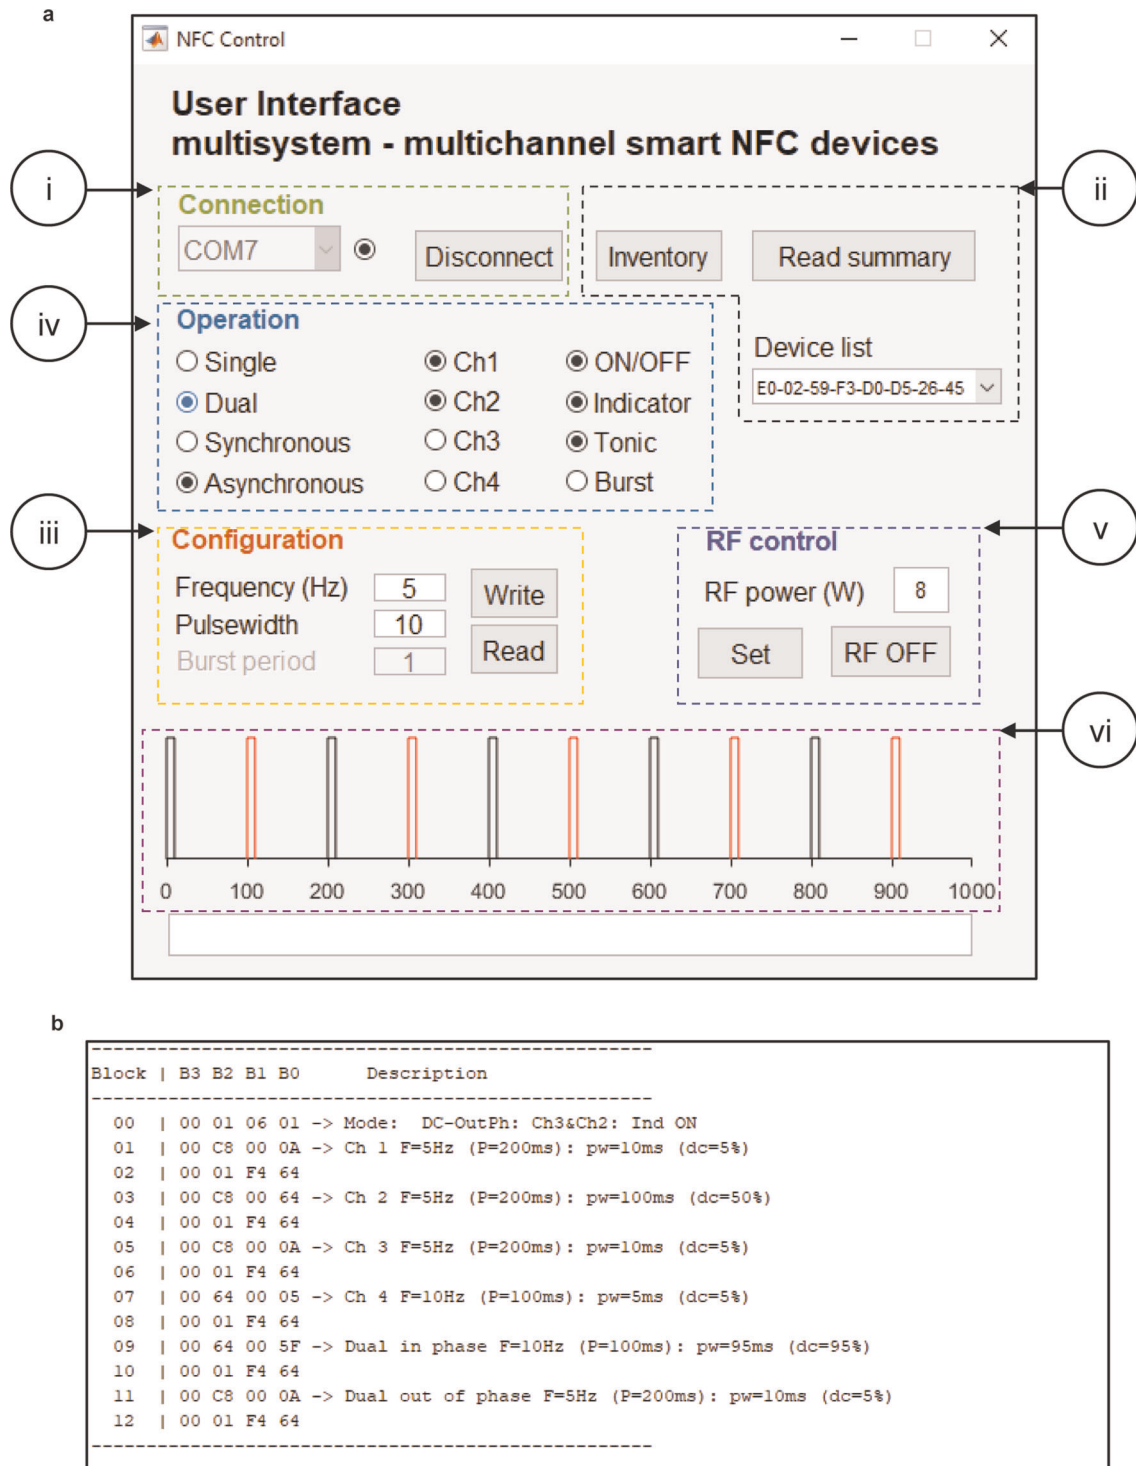 a
NFC Control
User Interface
multisystem - multichannel smart NFC devices
i
ii
Connection
COM7
Disconnect
Inventory
Read summary
iv
Operation
Single
Ch1
ON/OFF
Device list
Dual
Ch2
Indicator
E0-02-59-F3-D0-D5-26-45
Synchronous
Ch3
Tonic
Asynchronous
Ch4
Burst
iii
v
Configuration
RF control
Frequency (Hz) 5
Write
RF power (W) 8
Pulsewidth 10
Read
Set
RF OFF
Burst period 1
vi
0 100 200 300 400 500 600 700 800 900 1000
b
---------------------------------------------------
Block | B3 B2 B1 B0 Description
---------------------------------------------------
00 | 00 01 06 01 -> Mode: DC-OutPh: Ch3&Ch2: Ind ON
01 | 00 C8 00 0A -> Ch 1 F=5Hz (P=200ms): pw=10ms (dc=5%)
02 | 00 01 F4 64
03 | 00 C8 00 64 -> Ch 2 F=5Hz (P=200ms): pw=100ms (dc=50%)
04 | 00 01 F4 64
05 | 00 C8 00 0A -> Ch 3 F=5Hz (P=200ms): pw=10ms (dc=5%)
06 | 00 01 F4 64
07 | 00 64 00 05 -> Ch 4 F=10Hz (P=100ms): pw=5ms (dc=5%)
08 | 00 01 F4 64
09 | 00 64 00 5F -> Dual in phase F=10Hz (P=100ms): pw=95ms (dc=95%)
10 | 00 01 F4 64
11 | 00 C8 00 0A -> Dual out of phase F=5Hz (P=200ms): pw=10ms (dc=5%)
12 | 00 01 F4 64
---------------------------------------------------